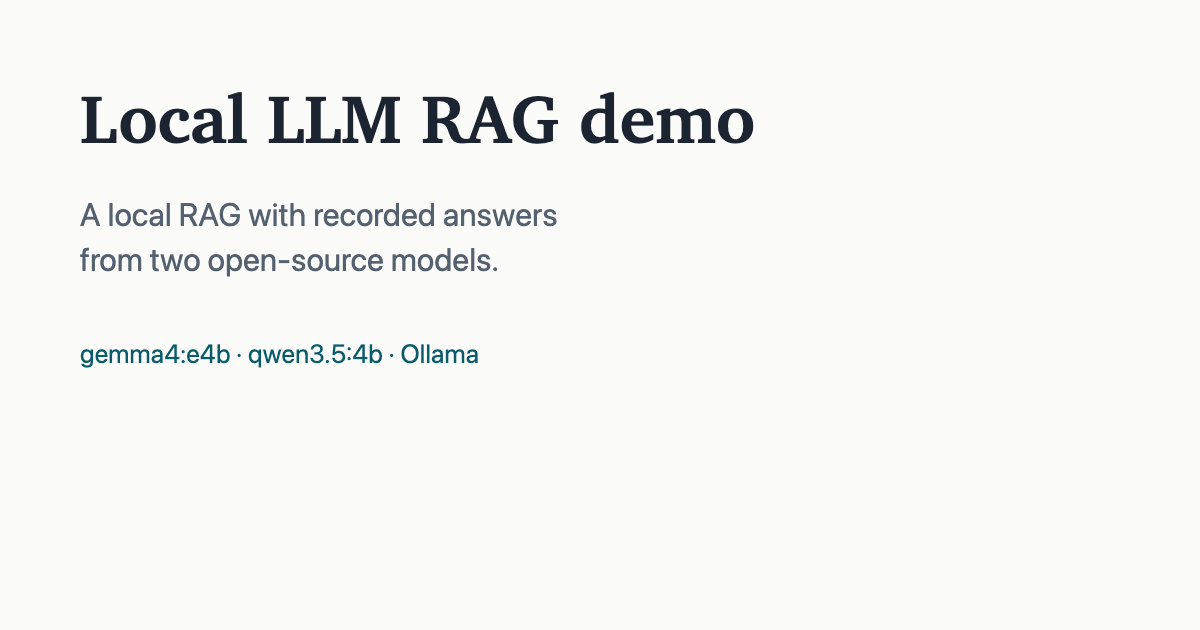 Local LLM RAG demo
A local RAG with recorded answers
from two open-source models.
gemma4:e4b · qwen3.5:4b · Ollama